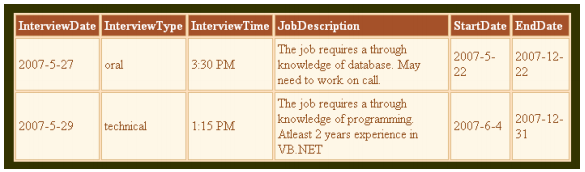 InterviewDate InterviewType InterviewTime JobDescription StartDate EndDate
The job requires a through
2007-5-27 oral 3:30 PM knowledge of database. May 2007-5- 2007-12-
need to work on call. 22 22
The job requires a through
2007-5-29 technical 1:15 PM knowledge of programming. 2007-6-4 2007-12-
Atleast 2 years experience in 31
VB.NET